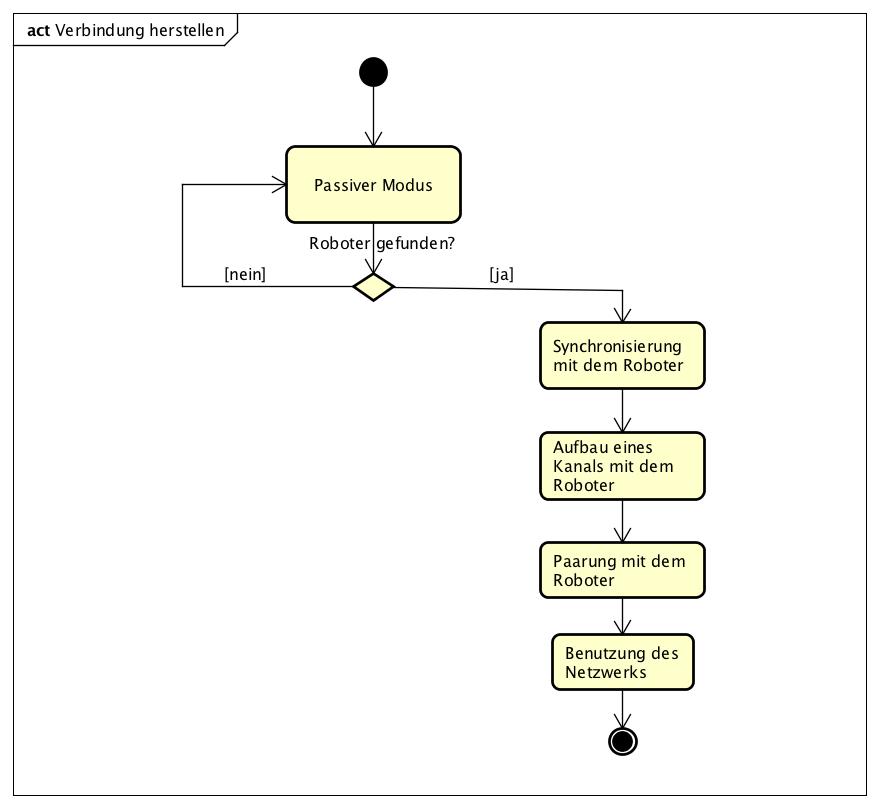 act Verbindung herstellen
Passiver Modus
Roboter gefunden?
[nein]
[ja]
Synchronisierung
mit dem Roboter
Aufbau eines
Kanals mit dem
Roboter
Paarung mit dem
Roboter
Benutzung des
Netzwerks